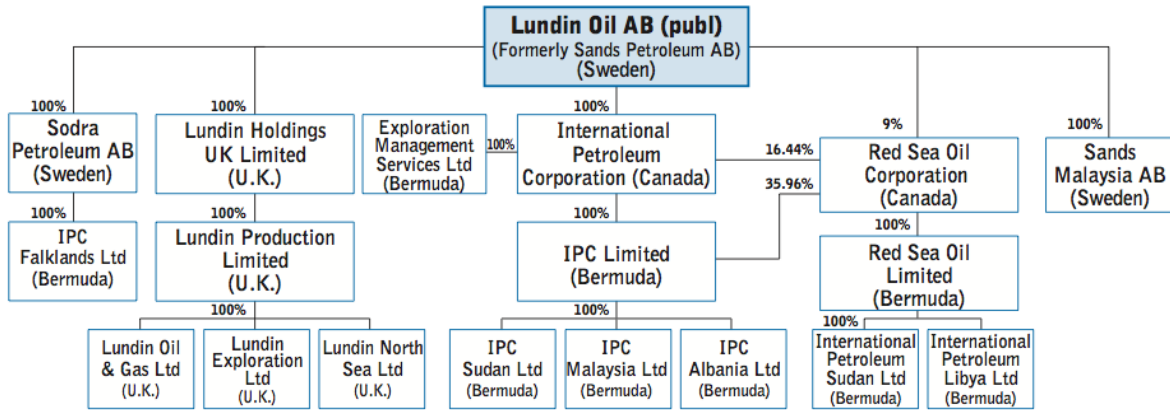 Lundin Oil AB (publ)
(Formerly Sands Petroleum AB)
(Sweden)
100%
100%
100%
9%
100%
Sodra
Petroleum AB
(Sweden)
Lundin Holdings
UK Limited
(U.K.)
Exploration
Management
Services Ltd
(Bermuda)
100%
International
Petroleum
Corporation (Canada)
16.44%
35.96%
Red Sea Oil
Corporation
(Canada)
Sands
Malaysia AB
(Sweden)
100%
100%
100%
100%
IPC
Falklands Ltd
(Bermuda)
Lundin Production
Limited
(U.K.)
IPC Limited
(Bermuda)
Red Sea Oil
Limited
(Bermuda)
100%
100%
100%
Lundin Oil
& Gas Ltd
(U.K.)
Lundin
Exploration
Ltd
(U.K.)
Lundin North
Sea Ltd
(U.K.)
IPC
Sudan Ltd
(Bermuda)
IPC
Malaysia Ltd
(Bermuda)
IPC
Albania Ltd
(Bermuda)
International
Petroleum
Sudan Ltd
(Bermuda)
International
Petroleum
Libya Ltd
(Bermuda)